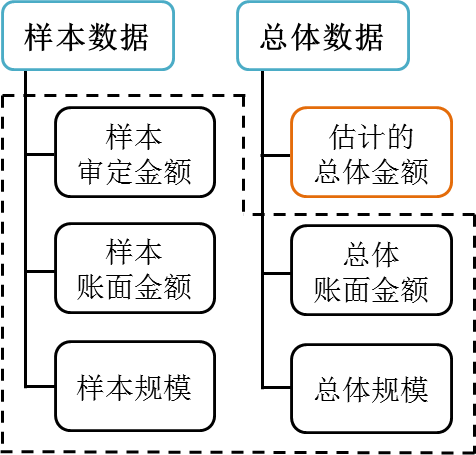 样本数据
样本
审定金额
样本
账面金额
样本规模
总体数据
估计的
总体金额
总体
账面金额
总体规模